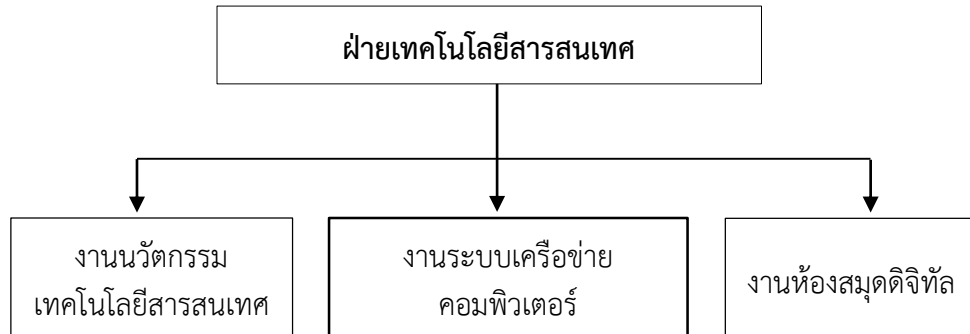 ฝ่ายเทคโนโลยีสารสนเทศ
งานนวัตกรรม
เทคโนโลยีสารสนเทศ
งานระบบเครือข่าย
คอมพิวเตอร์
งานห้องสมุดดิจิทัล